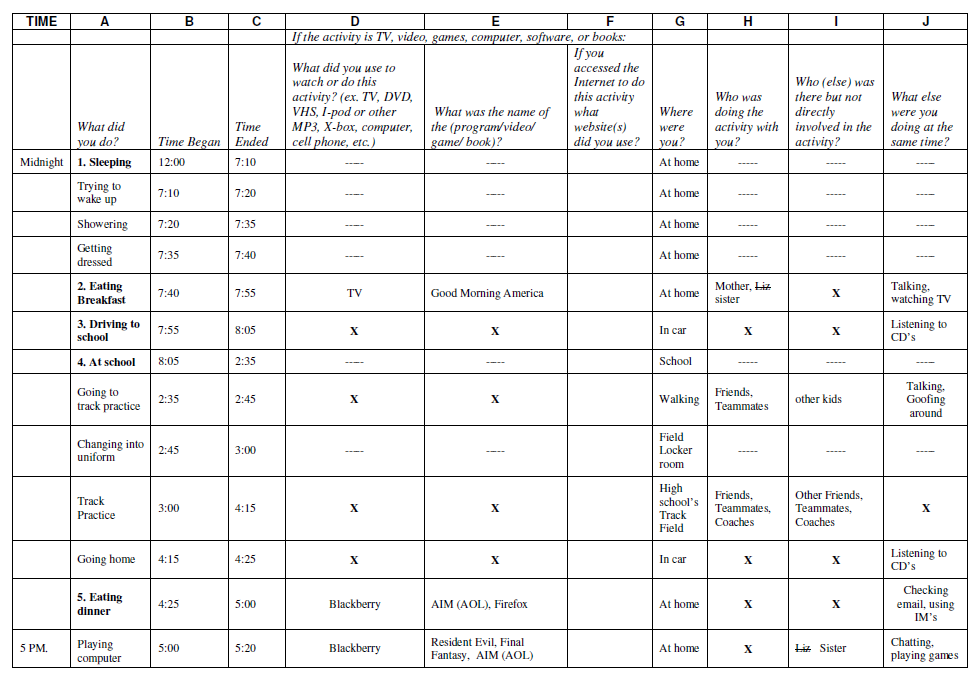 TIME A B C D E F G H I J
If the activity is TV, video, games, computer, software, or books:
What did you do? Time Began Time Ended What did you use to watch or do this activity? (ex. TV, DVD, VHS, I-pod or other MP3, X-box, computer, cell phone, etc.) What was the name of the (program/video/ game/ book)? If you accessed the Internet to do this activity what website(s) did you use? Where were you? Who was doing the activity with you? Who (else) was there but not directly involved in the activity? What else were you doing at the same time?
Midnight 1. Sleeping 12:00 7:10 ----- ----- At home ----- ----- -----
Trying to wake up 7:10 7:20 ----- ----- At home ----- ----- -----
Showering 7:20 7:35 ----- ----- At home ----- ----- -----
Getting dressed 7:35 7:40 ----- ----- At home ----- ----- -----
2. Eating Breakfast 7:40 7:55 TV Good Morning America At home Mother, Liz sister X Talking, watching TV
3. Driving to school 7:55 8:05 X X In car X X Listening to CD's
4. At school 8:05 2:35 ----- ----- School ----- ----- -----
Going to track practice 2:35 2:45 X X Walking Friends, Teammates other kids Talking, Goofing around
Changing into uniform 2:45 3:00 ----- ----- Field Locker room ----- ----- -----
Track Practice 3:00 4:15 X X High school's Track Field Friends, Teammates, Coaches Other Friends, Teammates, Coaches X
Going home 4:15 4:25 X X In car X X Listening to CD's
5. Eating dinner 4:25 5:00 Blackberry AIM (AOL), Firefox At home X X Checking email, using IM's
5 PM. Playing computer 5:00 5:20 Blackberry Resident Evil, Final Fantasy, AIM (AOL) At home X Liz Sister Chatting, playing games